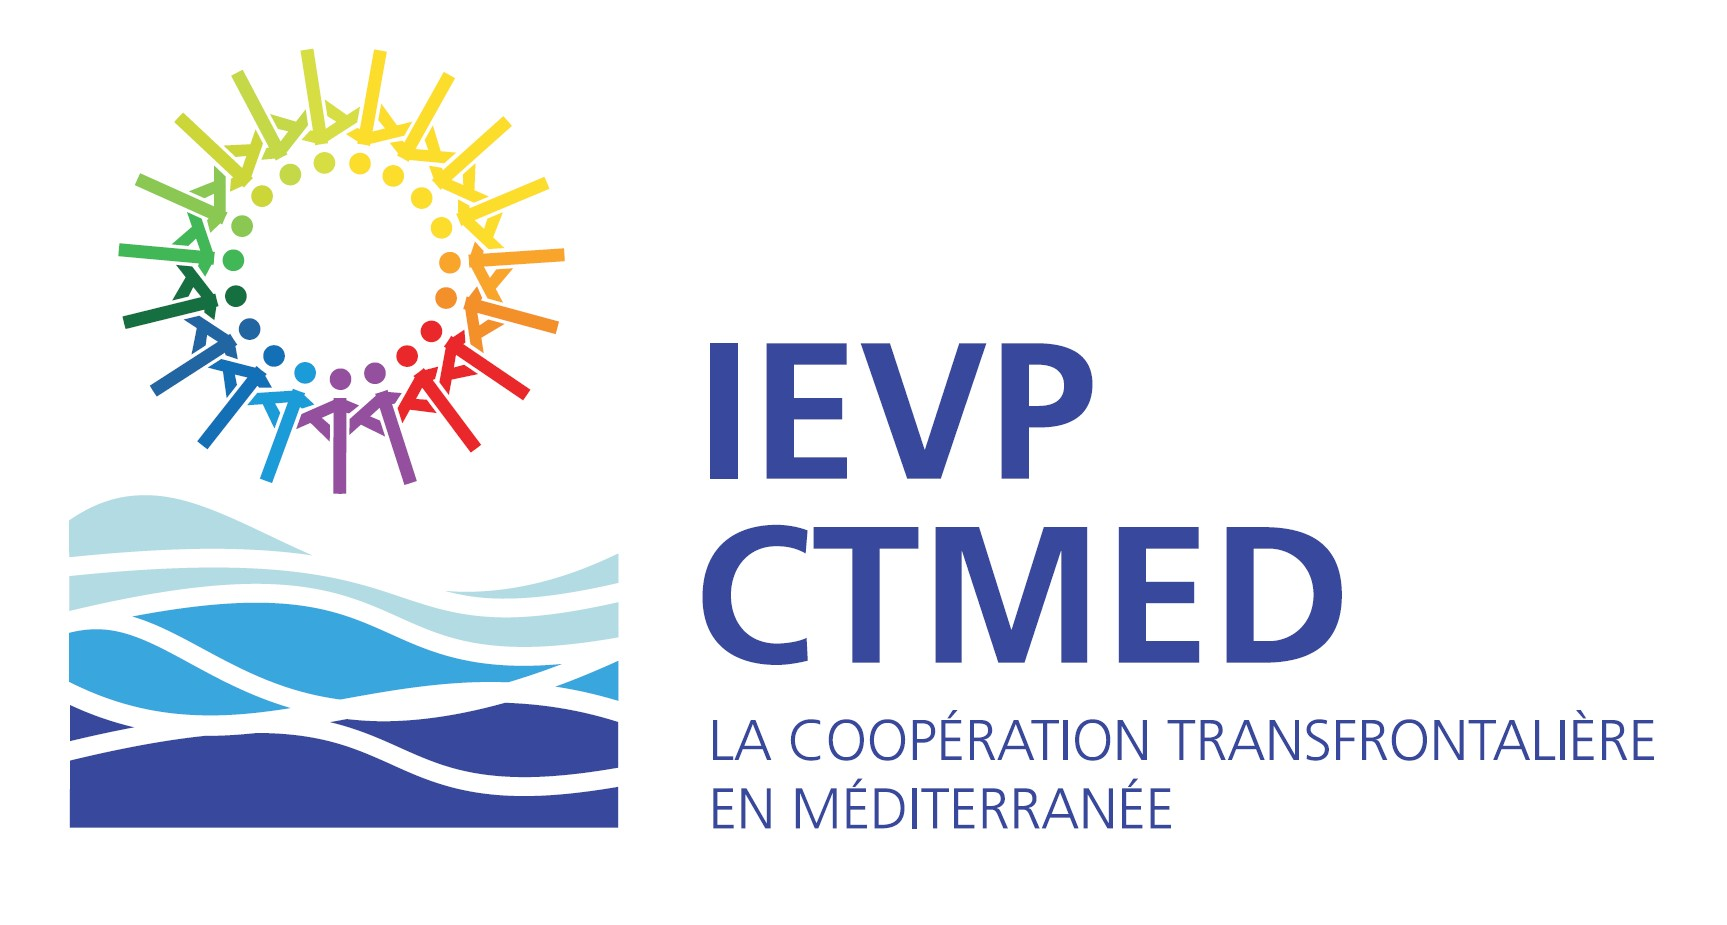 IEVP
CTMED
LA COOPÉRATION TRANSFRONTALIÈRE
EN MÉDITERRANÉE